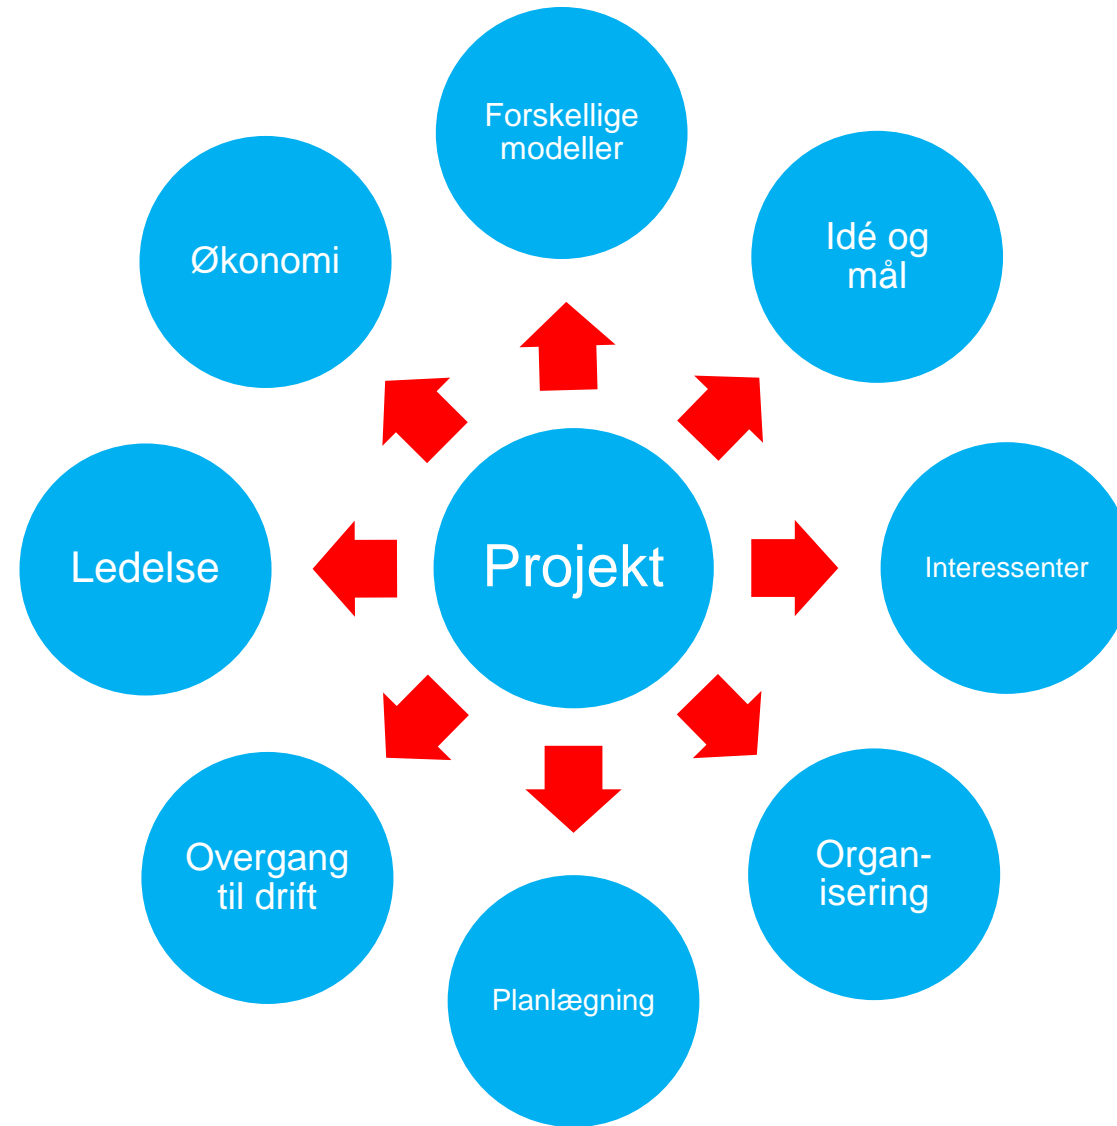 Forskellige
modeller
Idé og
mål
Interessenter
Organ-
isering
Planlægning
Overgang
til drift
Ledelse
Økonomi
Projekt